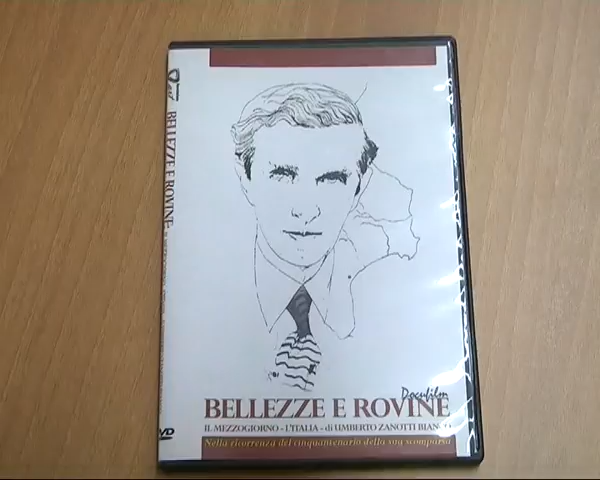 Docufilm
BELLEZZE E ROVINE
IL MEZZOGIORNO - L'ITALIA - di UMBERTO ZANOTTI BIANCO
Nella ricorrenza del cinquantenario della sua scomparsa
BELLEZZE E ROVINE